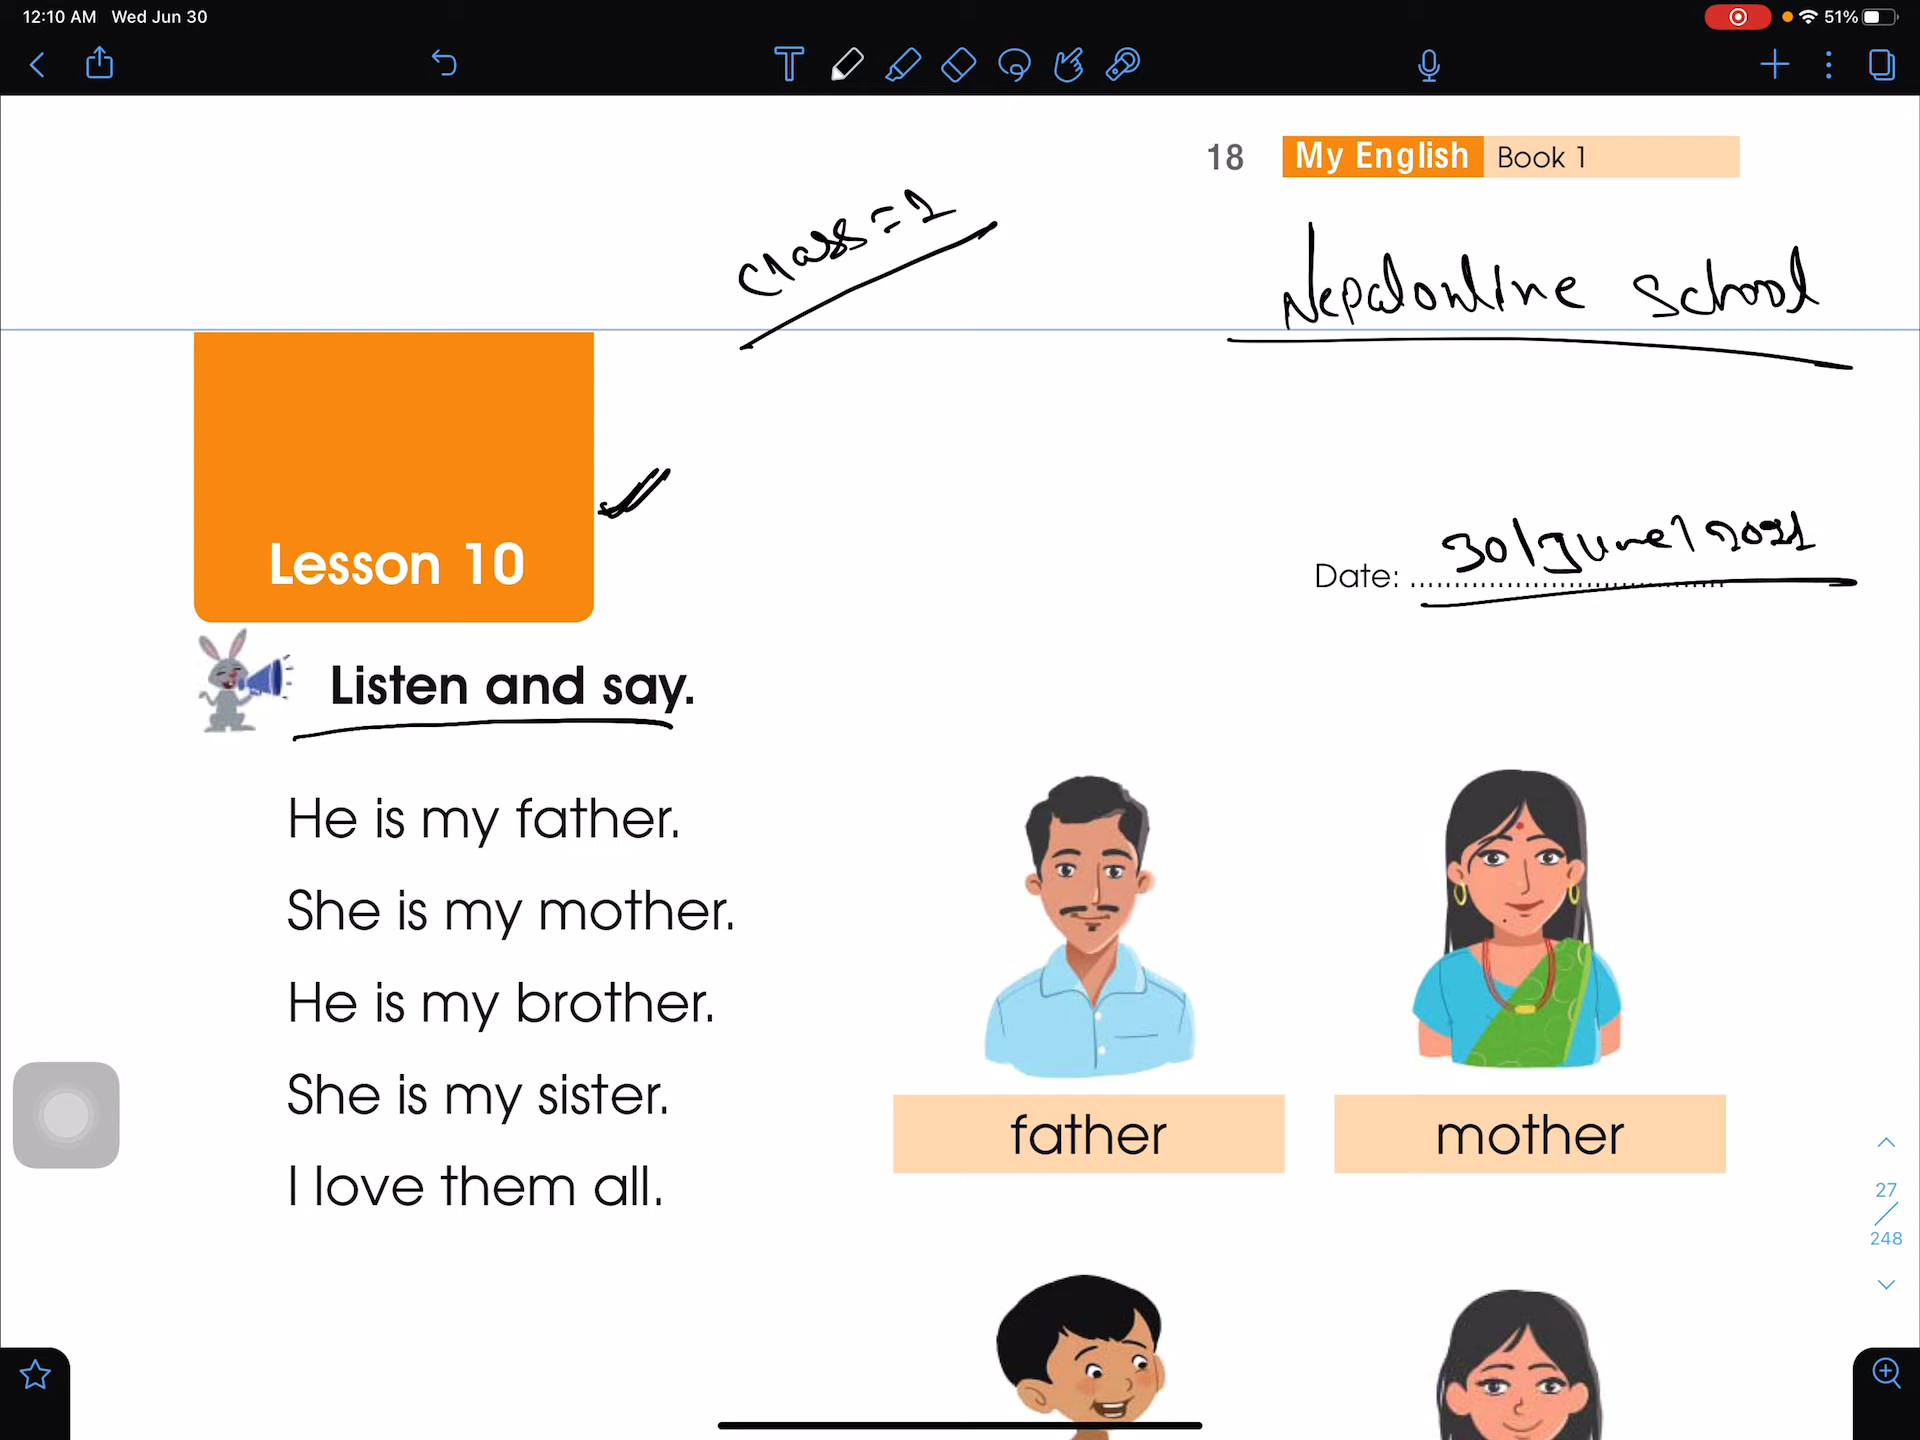 12:10 AM Wed Jun 30
51%
18 My English Book 1
class=1
Nepalonline school
Lesson 10
Date: 30/June/2021
Listen and say.
He is my father.
She is my mother.
He is my brother.
She is my sister.
I love them all.
father
mother
27
248